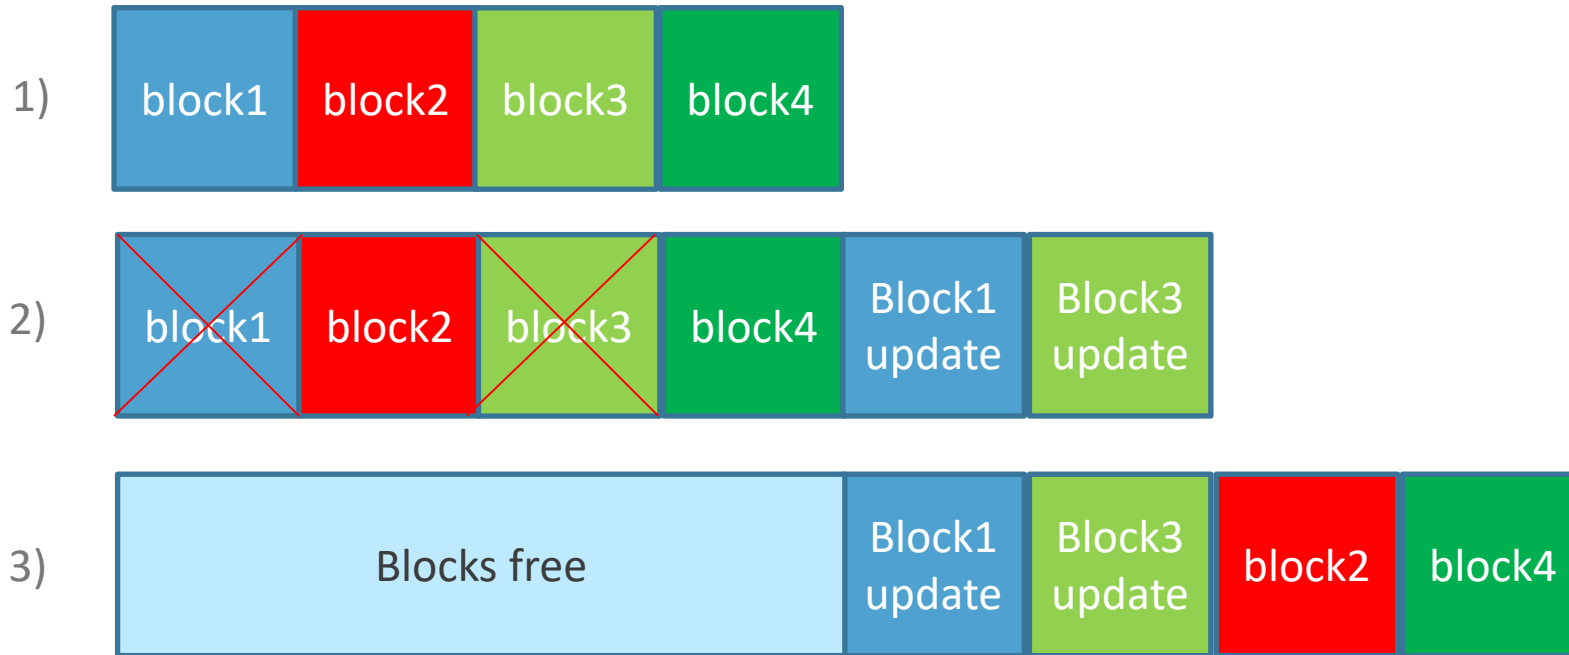 1)
block1
block2
block3
block4
2)
block1
block2
block3
block4
Block1
update
Block3
update
3)
Blocks free
Block1
update
Block3
update
block2
block4